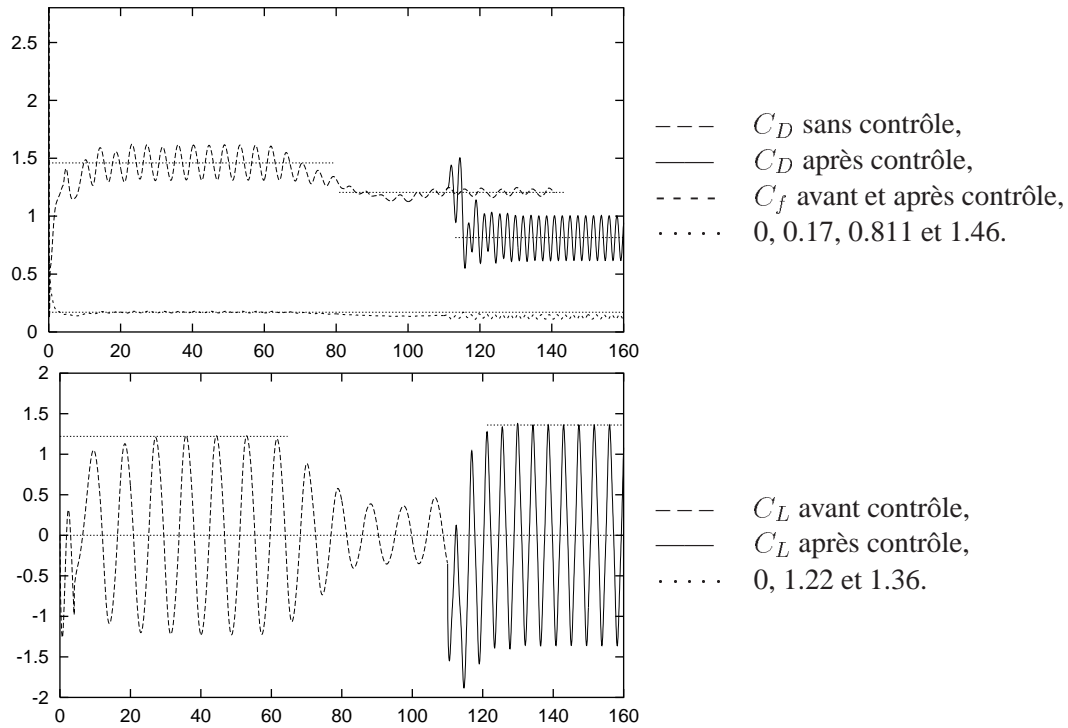 2.5
2
1.5
1
0.5
0
0 20 40 60 80 100 120 140 160
C_D sans contrôle,
C_D après contrôle,
C_f avant et après contrôle,
0, 0.17, 0.811 et 1.46.
2
1.5
1
0.5
0
-0.5
-1
-1.5
-2
0 20 40 60 80 100 120 140 160
C_L avant contrôle,
C_L après contrôle,
0, 1.22 et 1.36.